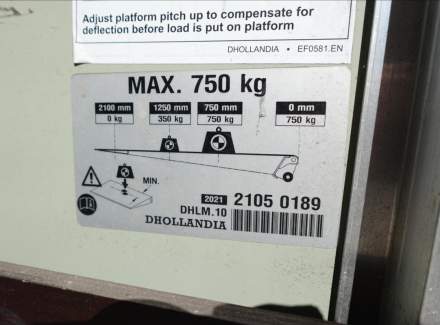 Adjust platform pitch up to compensate for
deflection before load is put on platform
DHOLLANDIA • EF0581.EN
MAX. 750 kg
2100 mm 1250 mm 750 mm 0 mm
0 kg 350 kg 750 kg 750 kg
MIN.
2021 2105 0189
DHLM.10
DHOLLANDIA